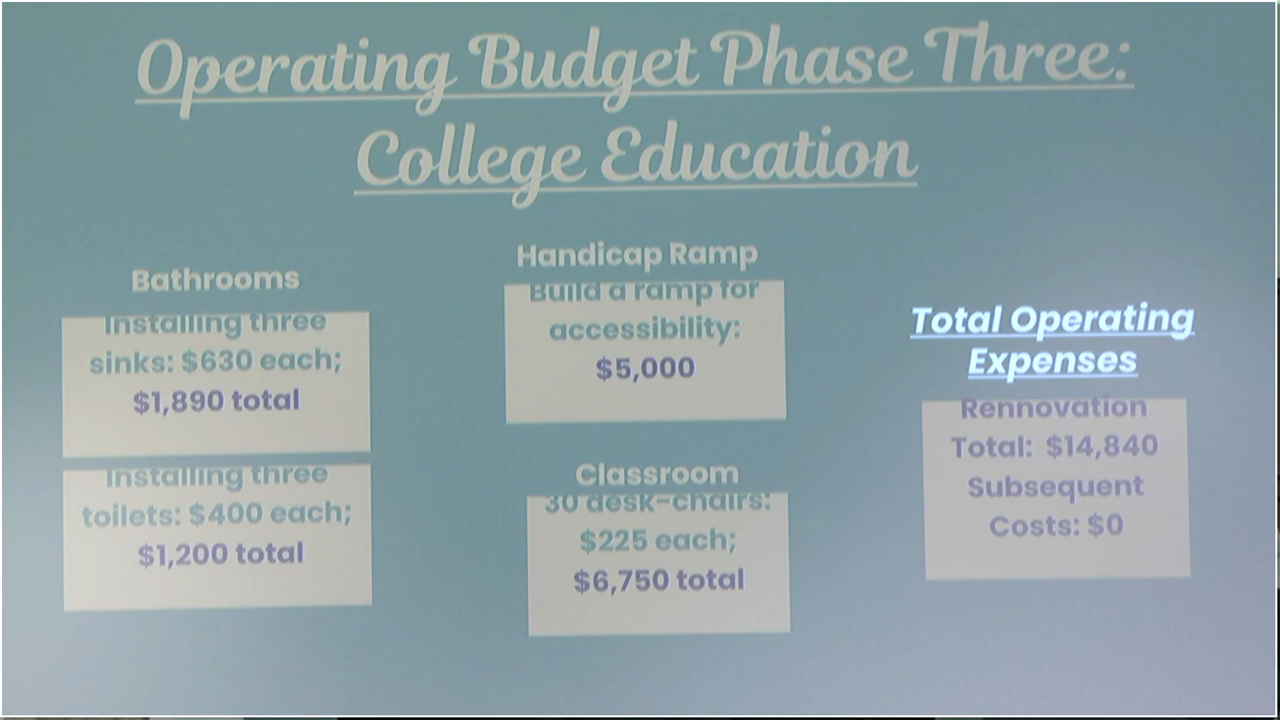 Operating Budget Phase Three:
College Education
Bathrooms
Installing three
sinks: $630 each;
$1,890 total
Installing three
toilets: $400 each;
$1,200 total
Handicap Ramp
Build a ramp for
accessibility:
$5,000
Classroom
30 desk-chairs:
$225 each;
$6,750 total
Total Operating
Expenses
Rennovation
Total: $14,840
Subsequent
Costs: $0